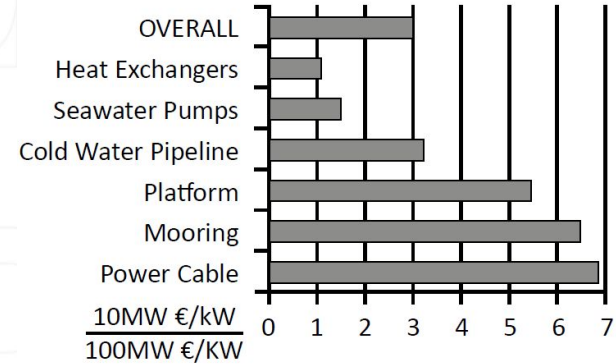 OVERALL
Heat Exchangers
Seawater Pumps
Cold Water Pipeline
Platform
Mooring
Power Cable
10MW €/kW
100MW €/KW
0 1 2 3 4 5 6 7